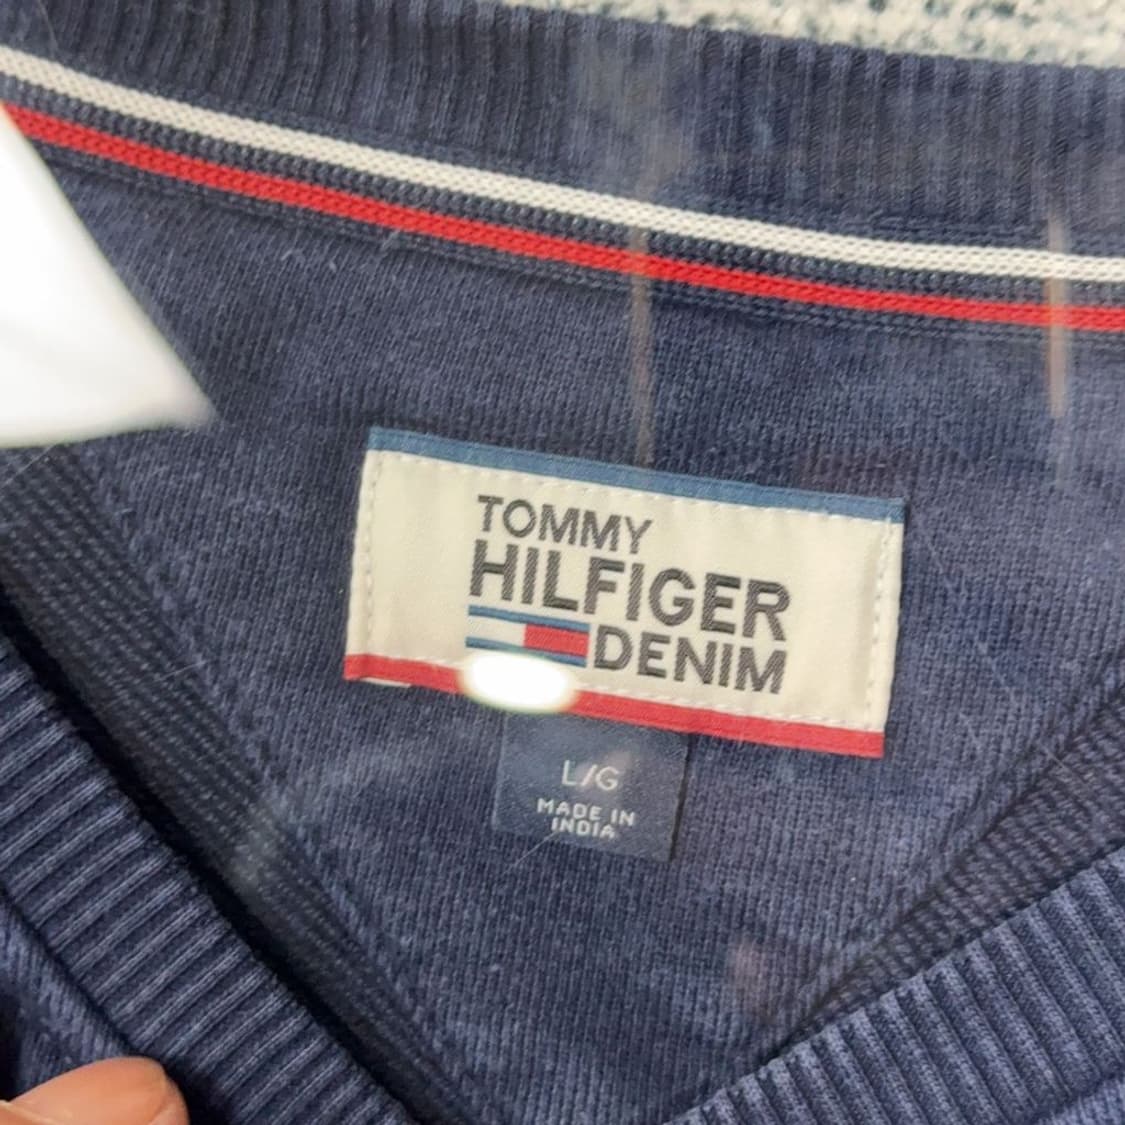 TOMMY
HILFIGER
DENIM
L/G
MADE IN
INDIA